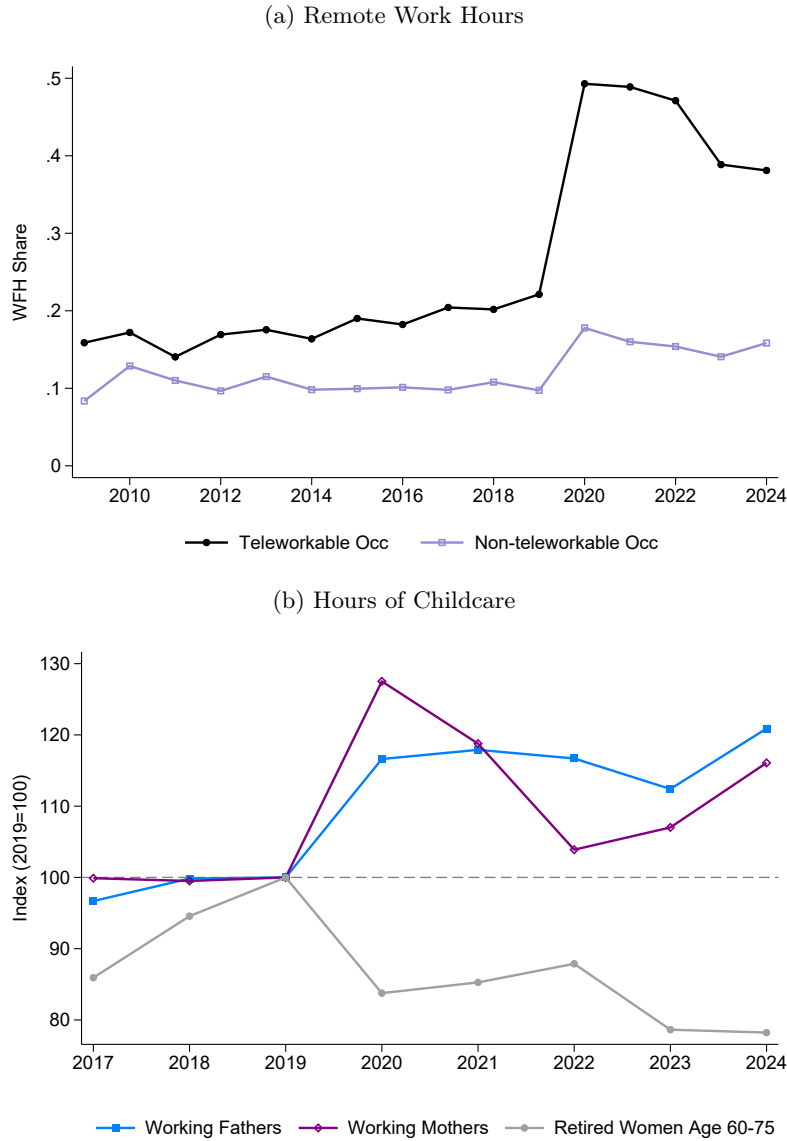 (a) Remote Work Hours
.5
.4
.3
.2
.1
0
WFH Share
2010 2012 2014 2016 2018 2020 2022 2024
Teleworkable Occ Non-teleworkable Occ
(b) Hours of Childcare
130
120
110
100
90
80
Index (2019=100)
2017 2018 2019 2020 2021 2022 2023 2024
Working Fathers Working Mothers Retired Women Age 60-75